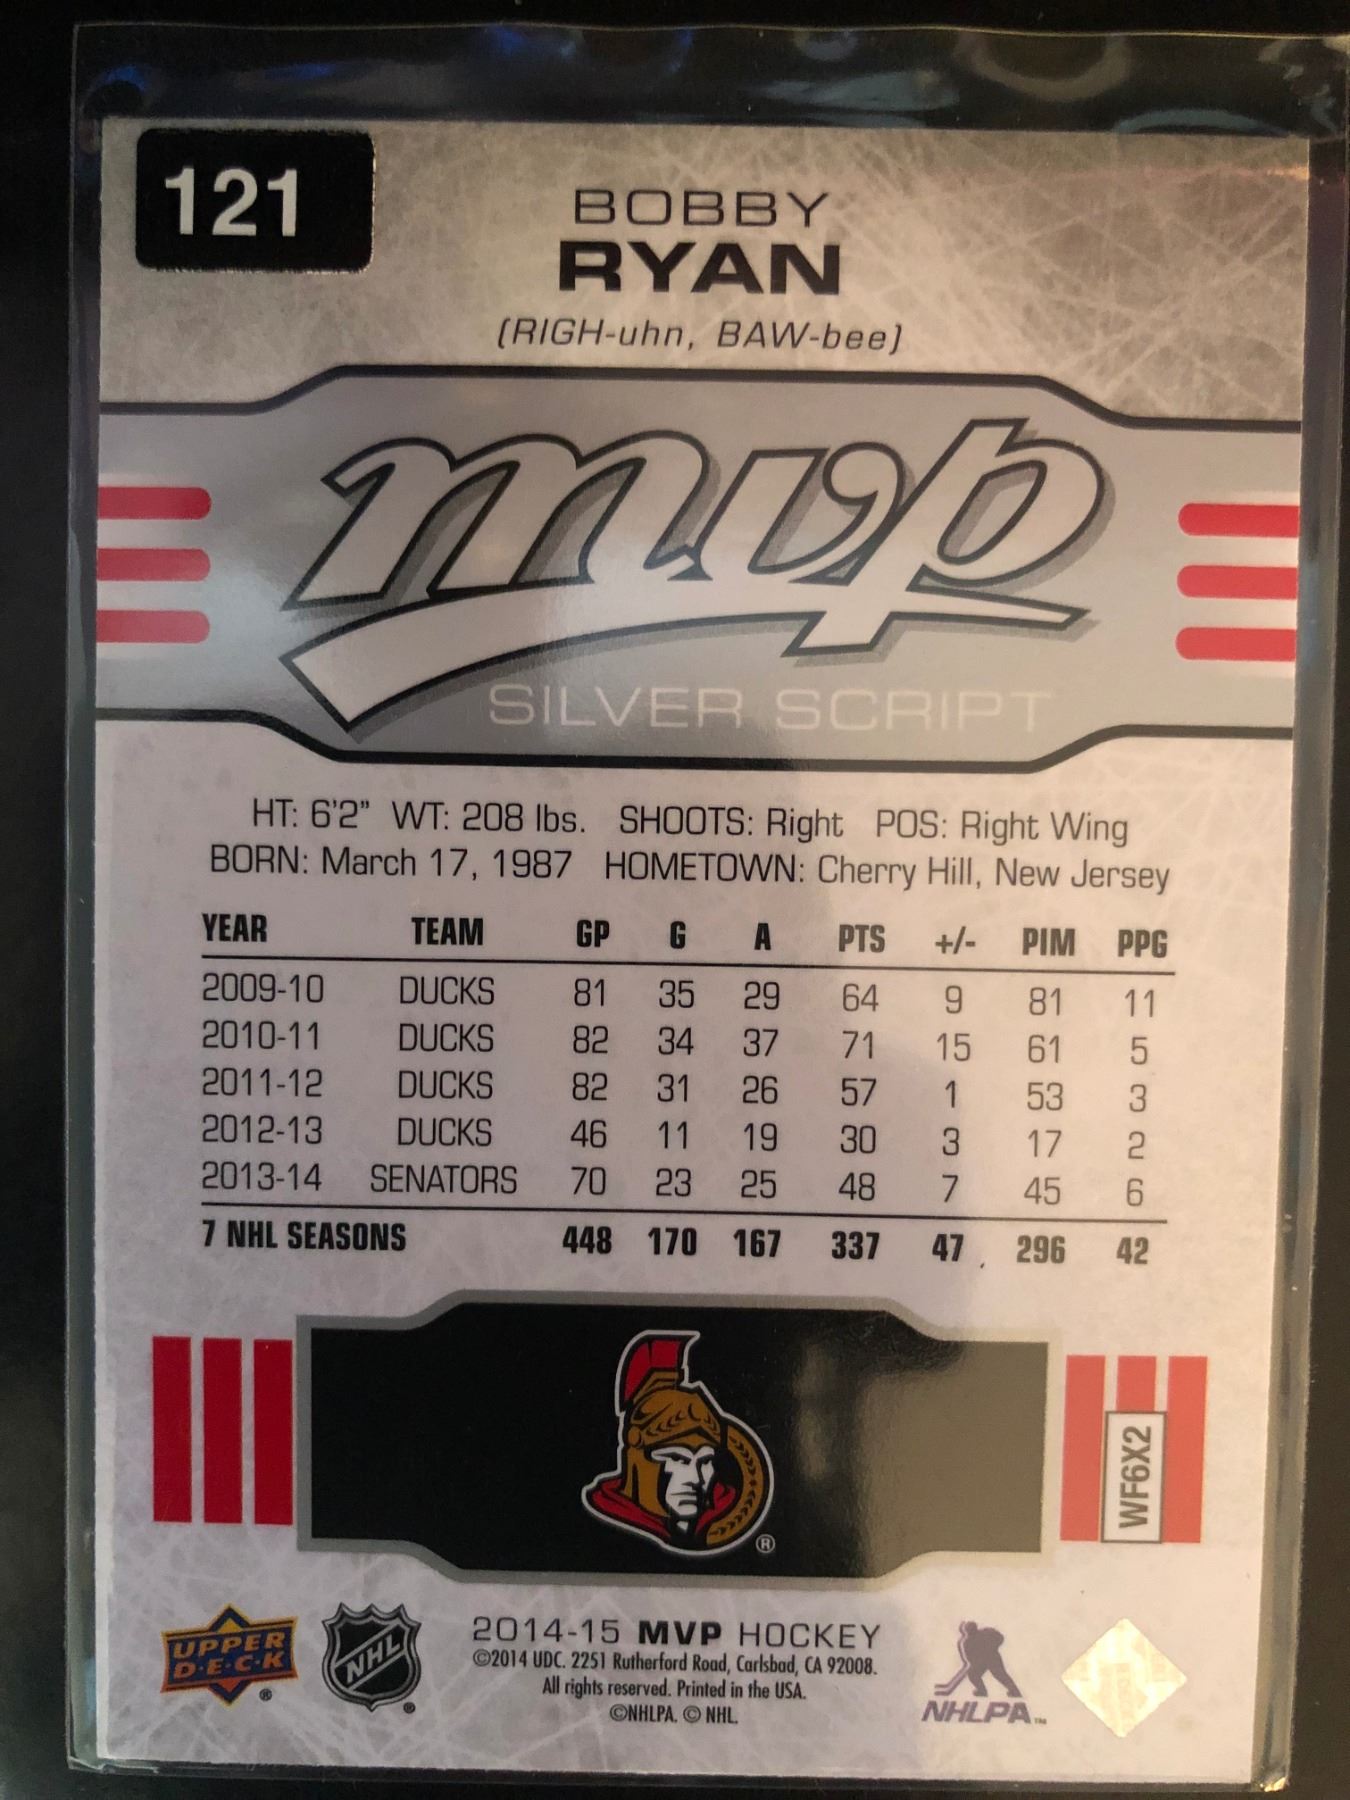 121
BOBBY
RYAN
(RIGH-uhn, BAW-bee)
mvp
SILVER SCRIPT
HT: 6'2" WT: 208 lbs. SHOOTS: Right POS: Right Wing
BORN: March 17, 1987 HOMETOWN: Cherry Hill, New Jersey
YEAR TEAM GP G A PTS +/- PIM PPG
2009-10 DUCKS 81 35 29 64 9 81 11
2010-11 DUCKS 82 34 37 71 15 61 5
2011-12 DUCKS 82 31 26 57 1 53 3
2012-13 DUCKS 46 11 19 30 3 17 2
2013-14 SENATORS 70 23 25 48 7 45 6
7 NHL SEASONS 448 170 167 337 47 296 42
®
WF6X2
UPPER
D·E·C·K
®
NHL
®
2014-15 MVP HOCKEY
©2014 UDC. 2251 Rutherford Road, Carlsbad, CA 92008.
All rights reserved. Printed in the USA.
©NHLPA. © NHL.
NHLPA™